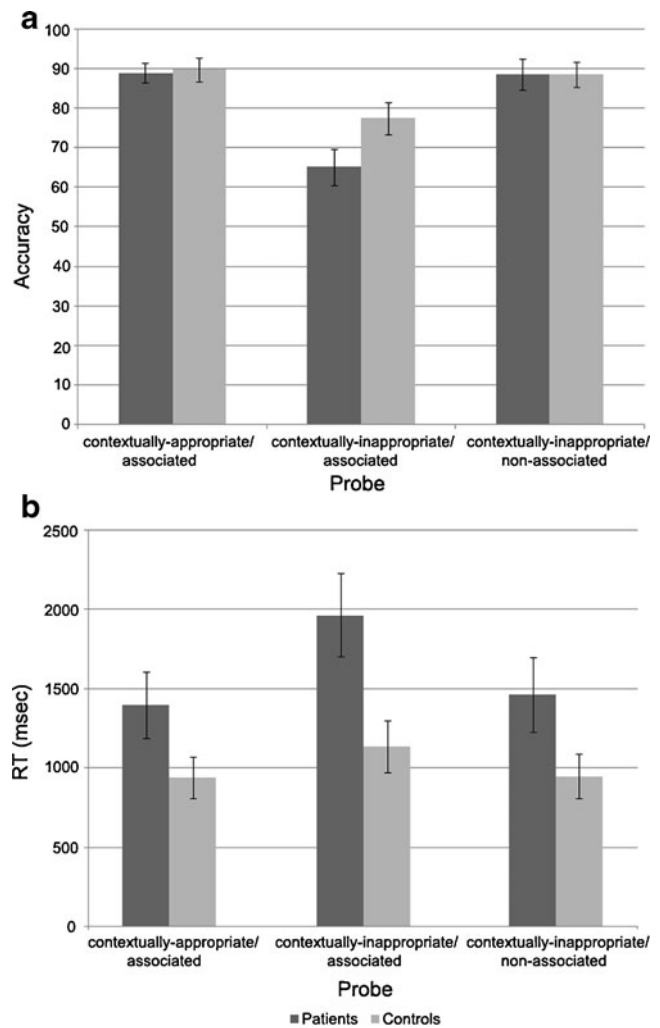 a
100
90
80
70
60
50
40
30
20
10
0
Accuracy
contextually-appropriate/ contextually-inappropriate/ contextually-inappropriate/
associated associated non-associated
Probe
b
2500
2000
1500
1000
500
0
RT (msec)
contextually-appropriate/ contextually-inappropriate/ contextually-inappropriate/
associated associated non-associated
Probe
Patients Controls